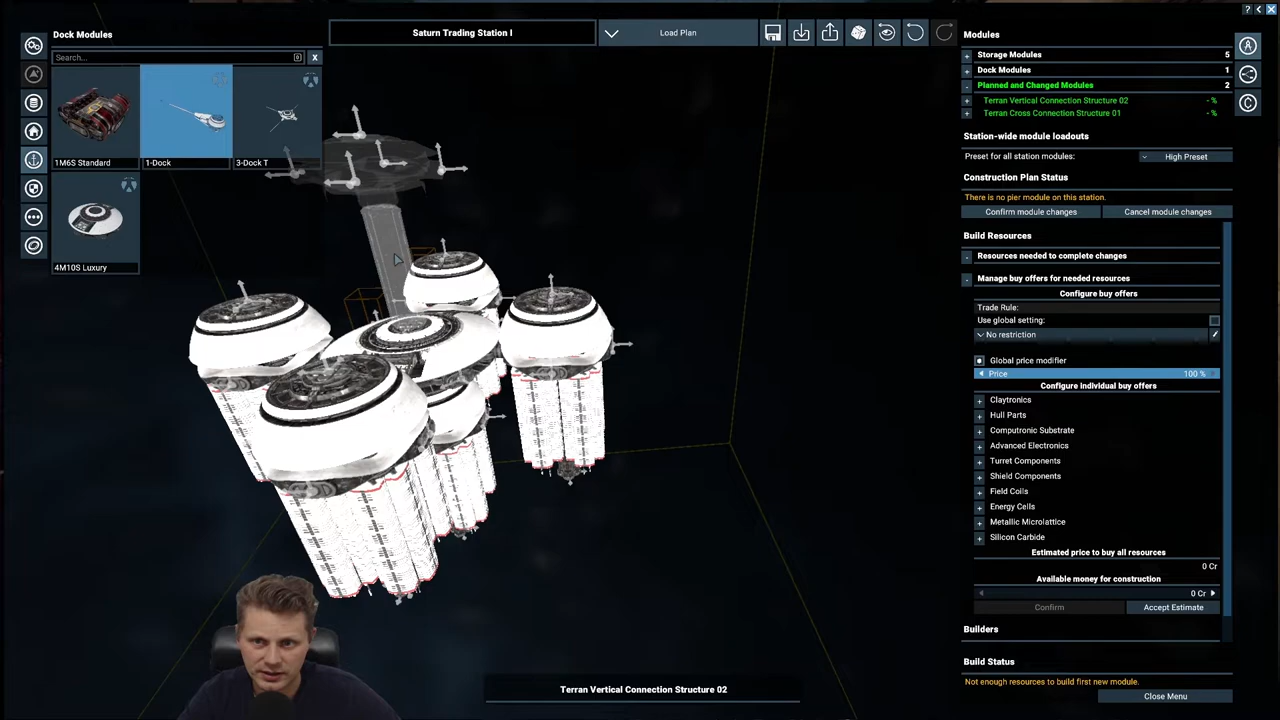 Dock Modules
Search...
X
1M6S Standard
1-Dock
3-Dock T
4M10S Luxury
Saturn Trading Station I
Load Plan
Terran Vertical Connection Structure 02
Modules
+ Storage Modules 5
+ Dock Modules 1
- Planned and Changed Modules 2
+ Terran Vertical Connection Structure 02 - %
+ Terran Cross Connection Structure 01 - %
Station-wide module loadouts
Preset for all station modules: High Preset
Construction Plan Status
There is no pier module on this station.
Confirm module changes Cancel module changes
Build Resources
- Resources needed to complete changes
- Manage buy offers for needed resources
Configure buy offers
Trade Rule:
Use global setting:
No restriction
Global price modifier
Price 100 %
Configure individual buy offers
+ Claytronics
+ Hull Parts
+ Computronic Substrate
+ Advanced Electronics
+ Turret Components
+ Shield Components
+ Field Coils
+ Energy Cells
+ Metallic Microlattice
+ Silicon Carbide
Estimated price to buy all resources
0 Cr
Available money for construction
0 Cr
Confirm Accept Estimate
Builders
Build Status
Not enough resources to build first new module.
Close Menu